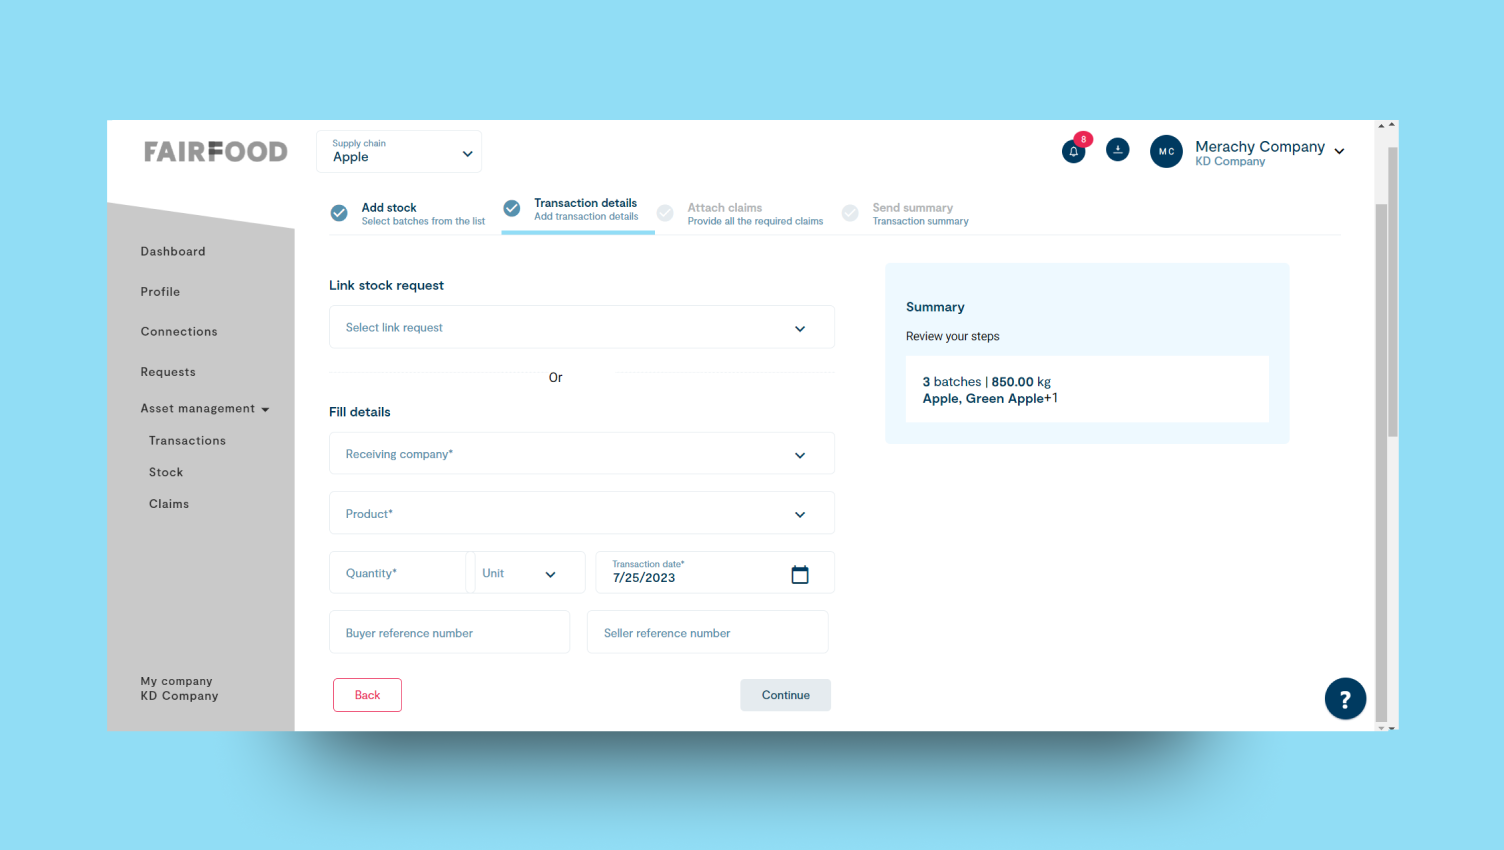 FAIRFOOD
Supply chain
Apple
8
MC
Merachy Company
KD Company
Add stock
Select batches from the list
Transaction details
Add transaction details
Attach claims
Provide all the required claims
Send summary
Transaction summary
Dashboard
Profile
Connections
Requests
Asset management
Transactions
Stock
Claims
My company
KD Company
Link stock request
Select link request
Or
Fill details
Receiving company*
Product*
Quantity*
Unit
Transaction date*
7/25/2023
Buyer reference number
Seller reference number
Back
Continue
Summary
Review your steps
3 batches | 850.00 kg
Apple, Green Apple+1
?